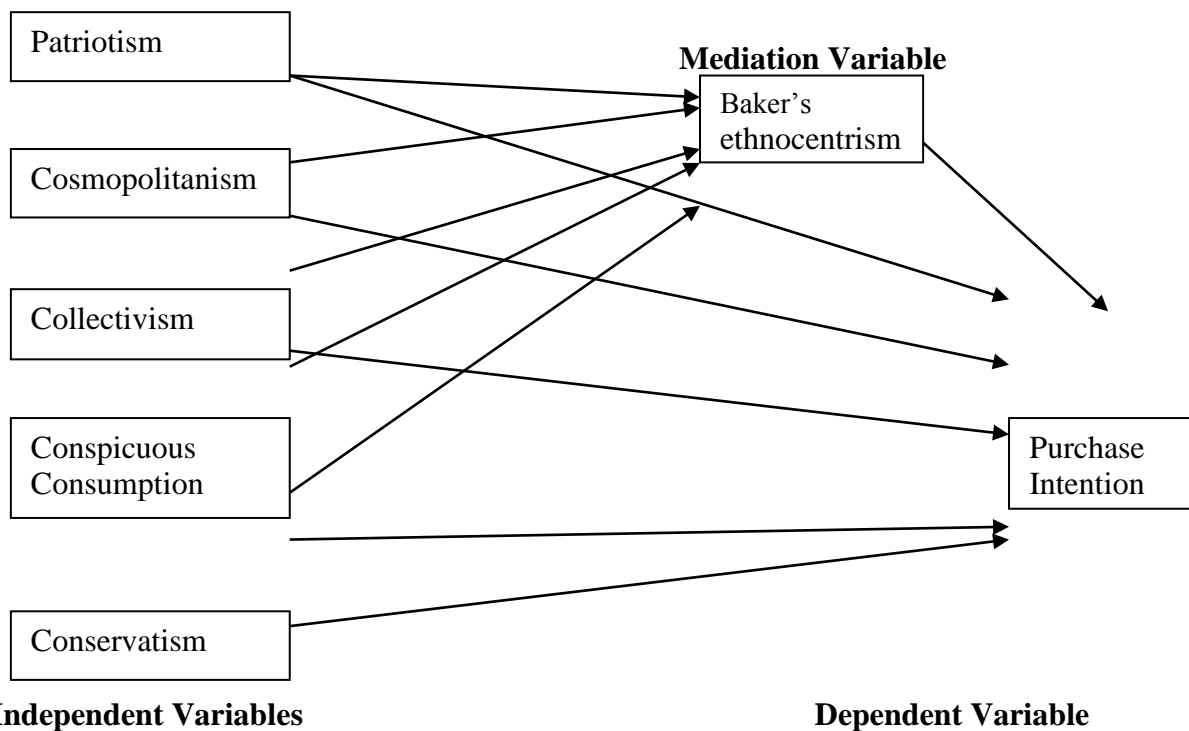 Patriotism
Mediation Variable
Baker’s
ethnocentrism
Cosmopolitanism
Collectivism
Conspicuous
Consumption
Purchase
Intention
Conservatism
Independent Variables
Dependent Variable